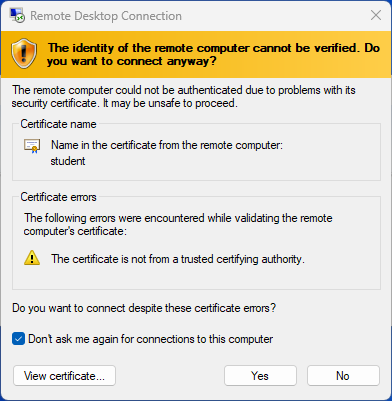 Remote Desktop Connection
The identity of the remote computer cannot be verified. Do
you want to connect anyway?
The remote computer could not be authenticated due to problems with its
security certificate. It may be unsafe to proceed.
Certificate name
Name in the certificate from the remote computer:
student
Certificate errors
The following errors were encountered while validating the remote
computer's certificate:
The certificate is not from a trusted certifying authority.
Do you want to connect despite these certificate errors?
Don't ask me again for connections to this computer
View certificate... Yes No